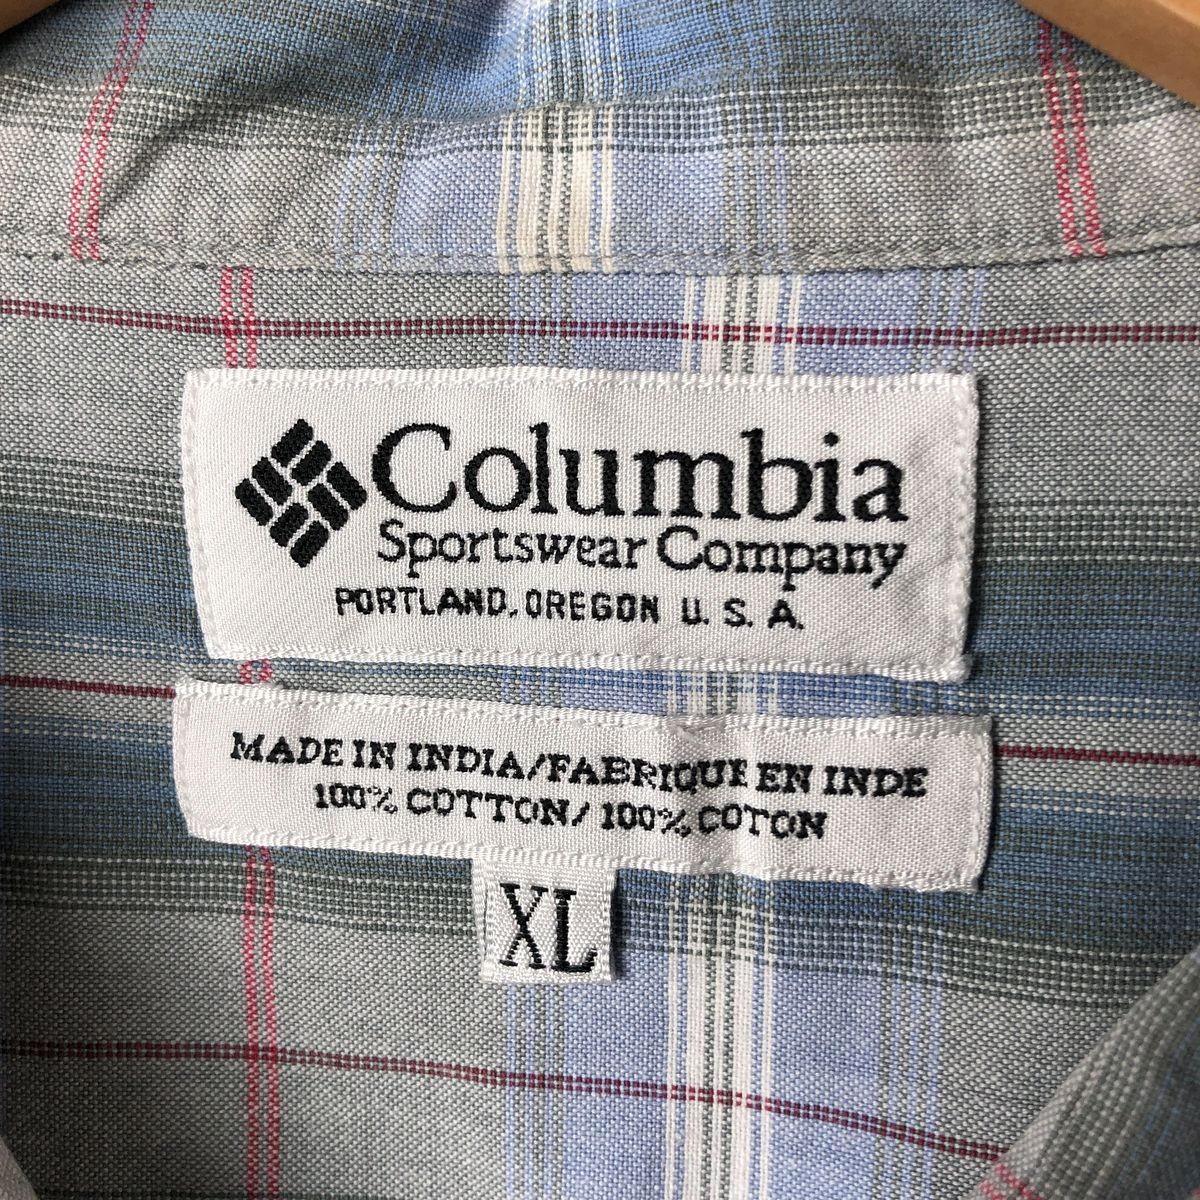 Columbia
Sportswear Company
PORTLAND, OREGON U. S. A.
MADE IN INDIA/FABRIQUE EN INDE
100% COTTON/ 100% COTON
XL